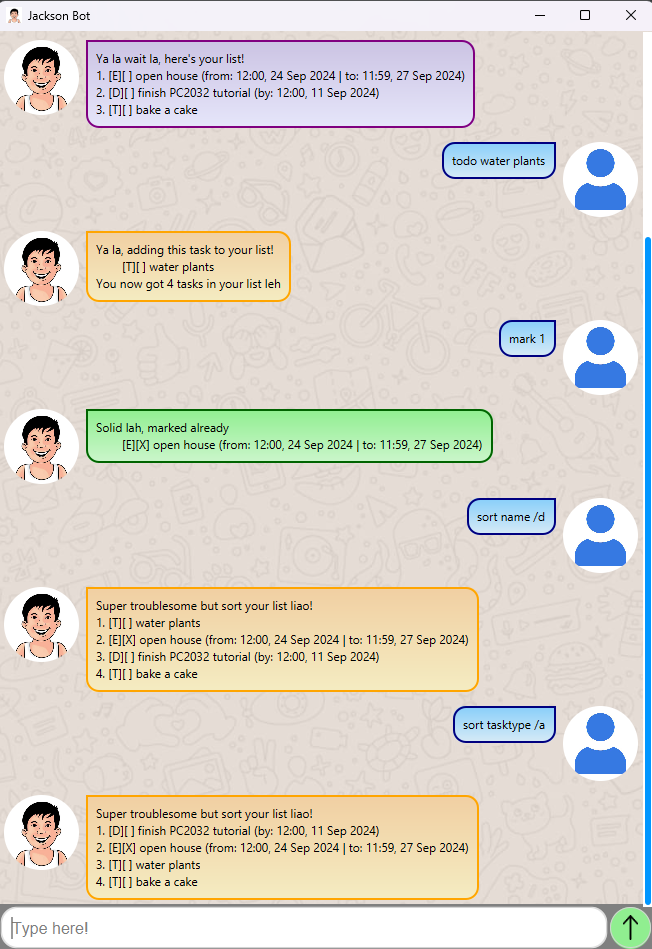 Jackson Bot
Ya la wait la, here's your list!
1. [E][ ] open house (from: 12:00, 24 Sep 2024 | to: 11:59, 27 Sep 2024)
2. [D][ ] finish PC2032 tutorial (by: 12:00, 11 Sep 2024)
3. [T][ ] bake a cake
todo water plants
Ya la, adding this task to your list!
[T][ ] water plants
You now got 4 tasks in your list leh
mark 1
Solid lah, marked already
[E][X] open house (from: 12:00, 24 Sep 2024 | to: 11:59, 27 Sep 2024)
sort name /d
Super troublesome but sort your list liao!
1. [T][ ] water plants
2. [E][X] open house (from: 12:00, 24 Sep 2024 | to: 11:59, 27 Sep 2024)
3. [D][ ] finish PC2032 tutorial (by: 12:00, 11 Sep 2024)
4. [T][ ] bake a cake
sort tasktype /a
Super troublesome but sort your list liao!
1. [D][ ] finish PC2032 tutorial (by: 12:00, 11 Sep 2024)
2. [E][X] open house (from: 12:00, 24 Sep 2024 | to: 11:59, 27 Sep 2024)
3. [T][ ] water plants
4. [T][ ] bake a cake
Type here!